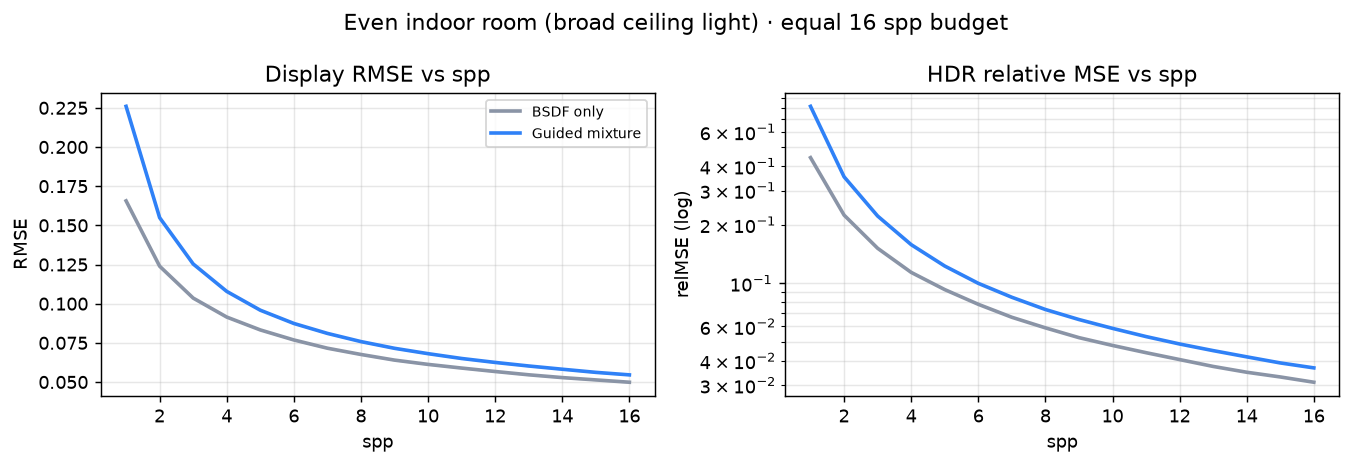 Even indoor room (broad ceiling light) · equal 16 spp budget
Display RMSE vs spp
RMSE
0.225
0.200
0.175
0.150
0.125
0.100
0.075
0.050
BSDF only
Guided mixture
2 4 6 8 10 12 14 16
spp
HDR relative MSE vs spp
relMSE (log)
6 × 10⁻¹
4 × 10⁻¹
3 × 10⁻¹
2 × 10⁻¹
10⁻¹
6 × 10⁻²
4 × 10⁻²
3 × 10⁻²
2 4 6 8 10 12 14 16
spp